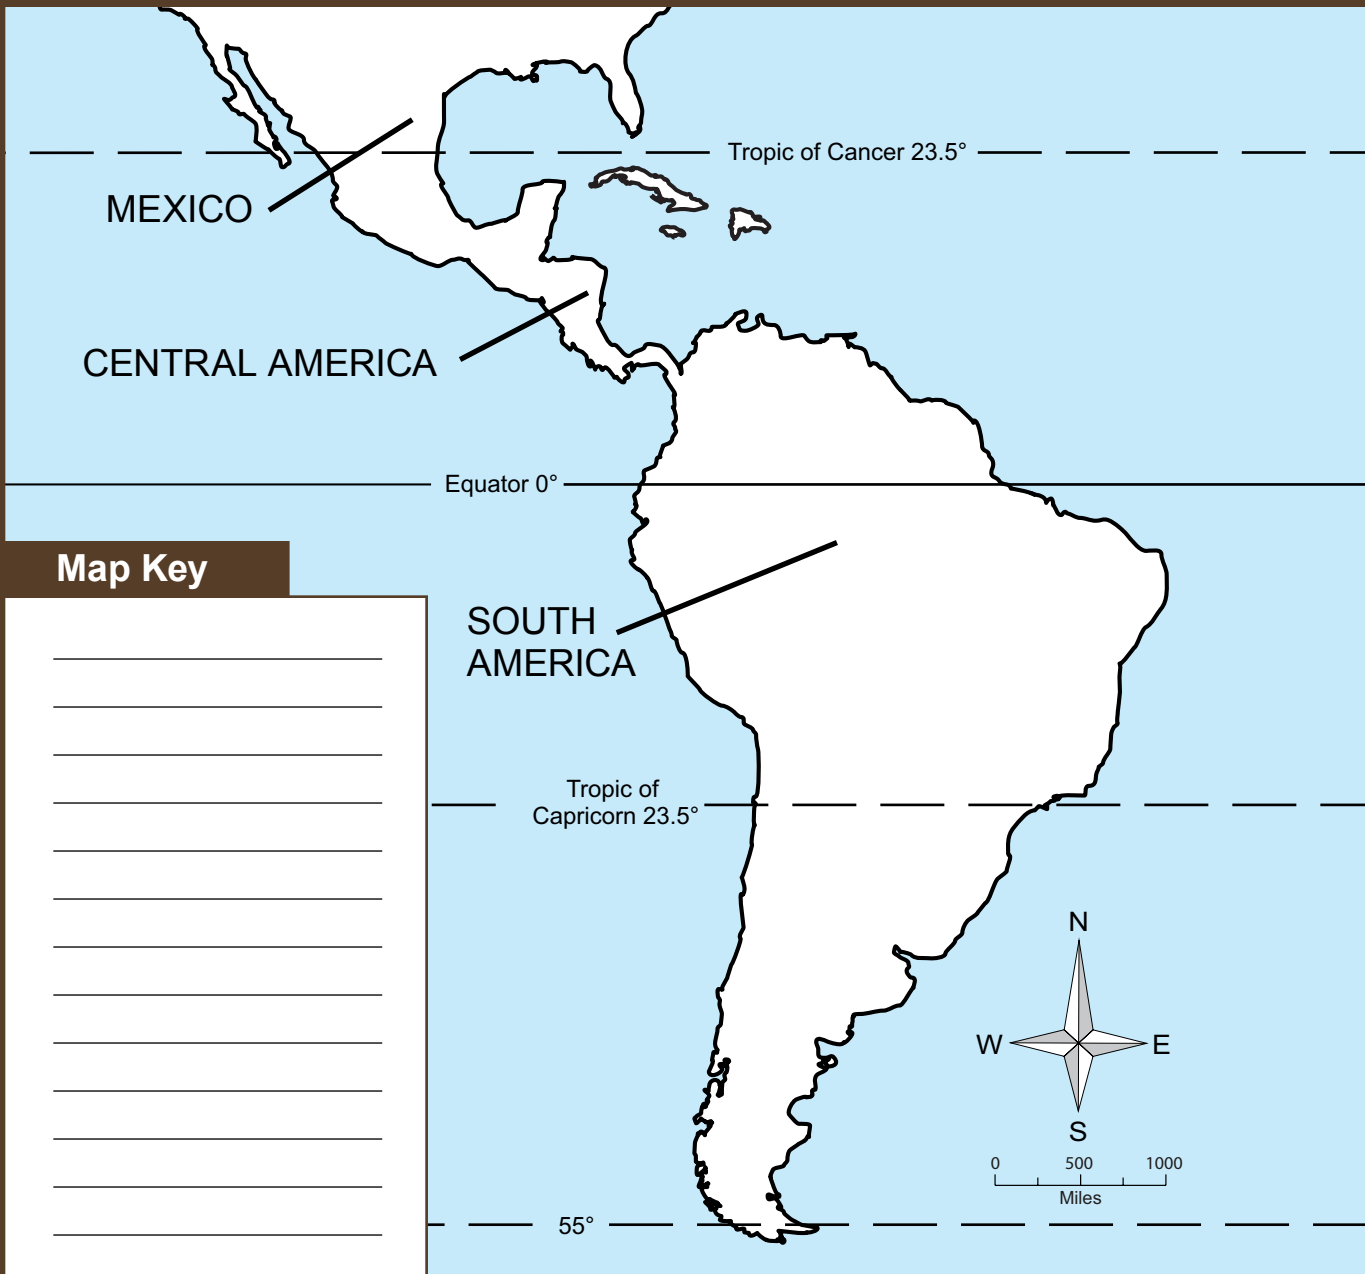 Tropic of Cancer 23.5°
MEXICO
CENTRAL AMERICA
Equator 0°
Map Key
SOUTH
AMERICA
Tropic of
Capricorn 23.5°
N
W
E
S
0 500 1000
Miles
55°